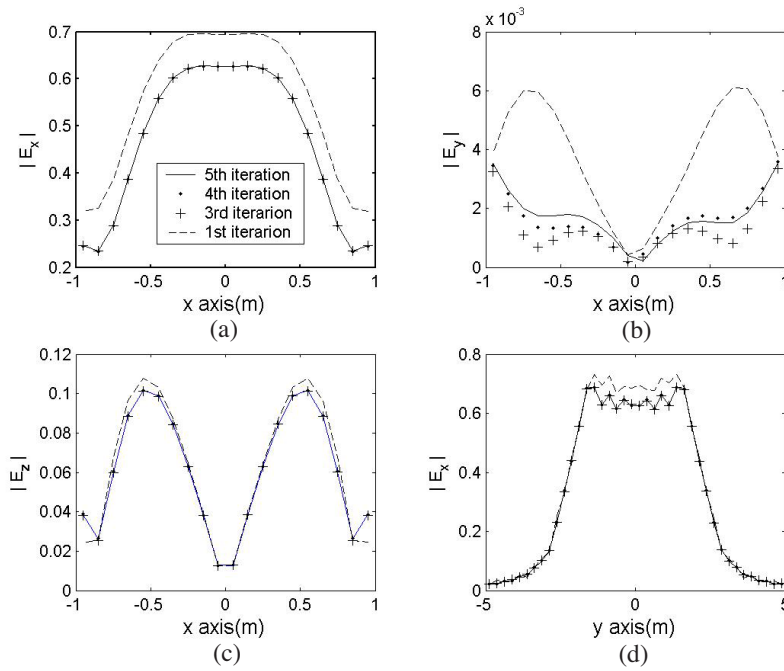 0.7
0.6
0.5
0.4
0.3
0.2
| Eₓ |
5th iteration
4th iteration
3rd iterarion
1st iterarion
-1
-0.5
0
0.5
1
x axis(m)
(a)
x 10⁻³
8
6
4
2
0
| E_y |
-1
-0.5
0
0.5
1
x axis(m)
(b)
0.12
0.1
0.08
0.06
0.04
0.02
0
| E_z |
-1
-0.5
0
0.5
1
x axis(m)
(c)
0.8
0.6
0.4
0.2
0
| Eₓ |
-5
0
5
y axis(m)
(d)